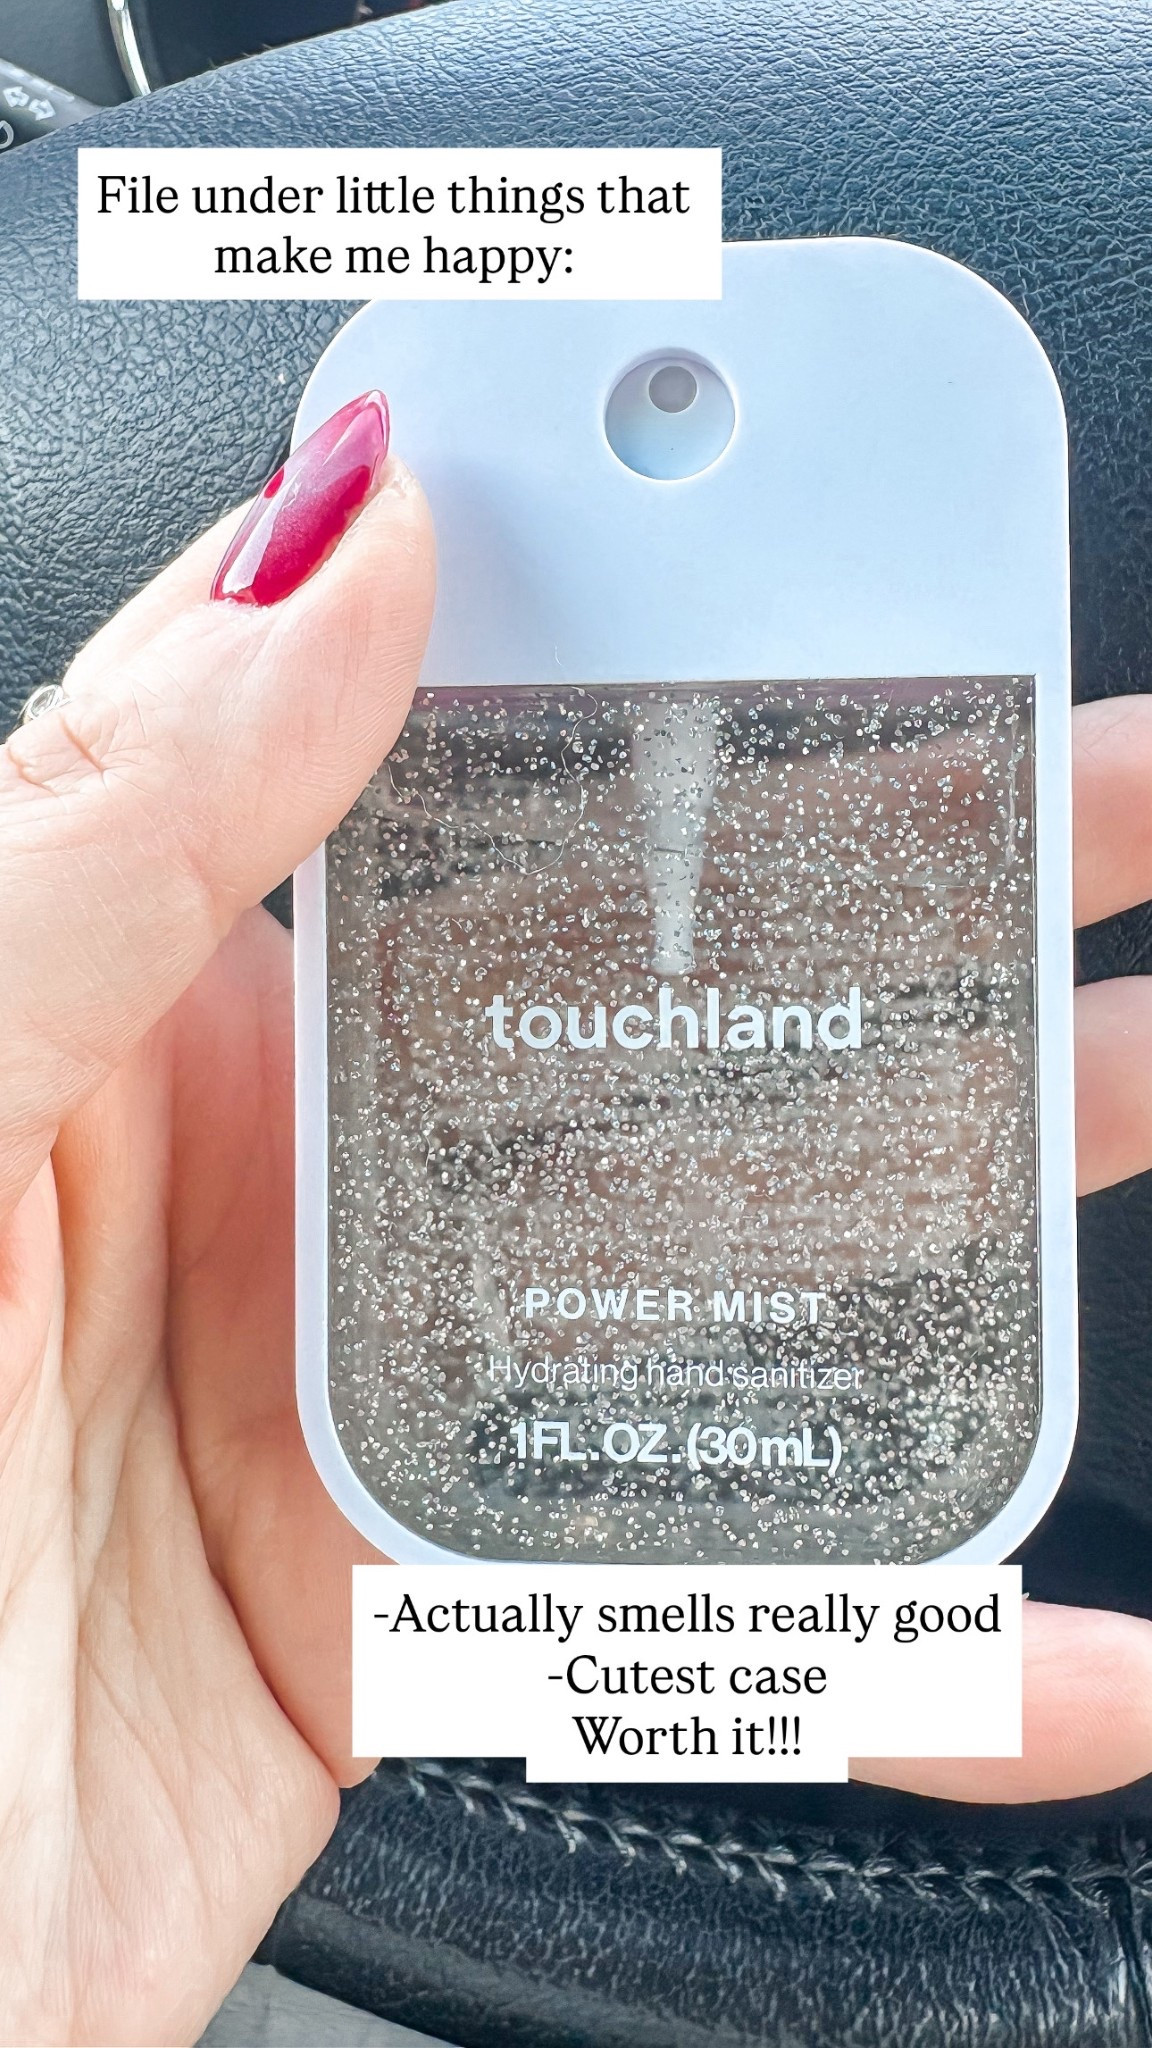 File under little things that
make me happy:
touchland
POWER MIST
Hydrating hand sanitizer
1FL.OZ.(30mL)
-Actually smells really good
-Cutest case
Worth it!!!